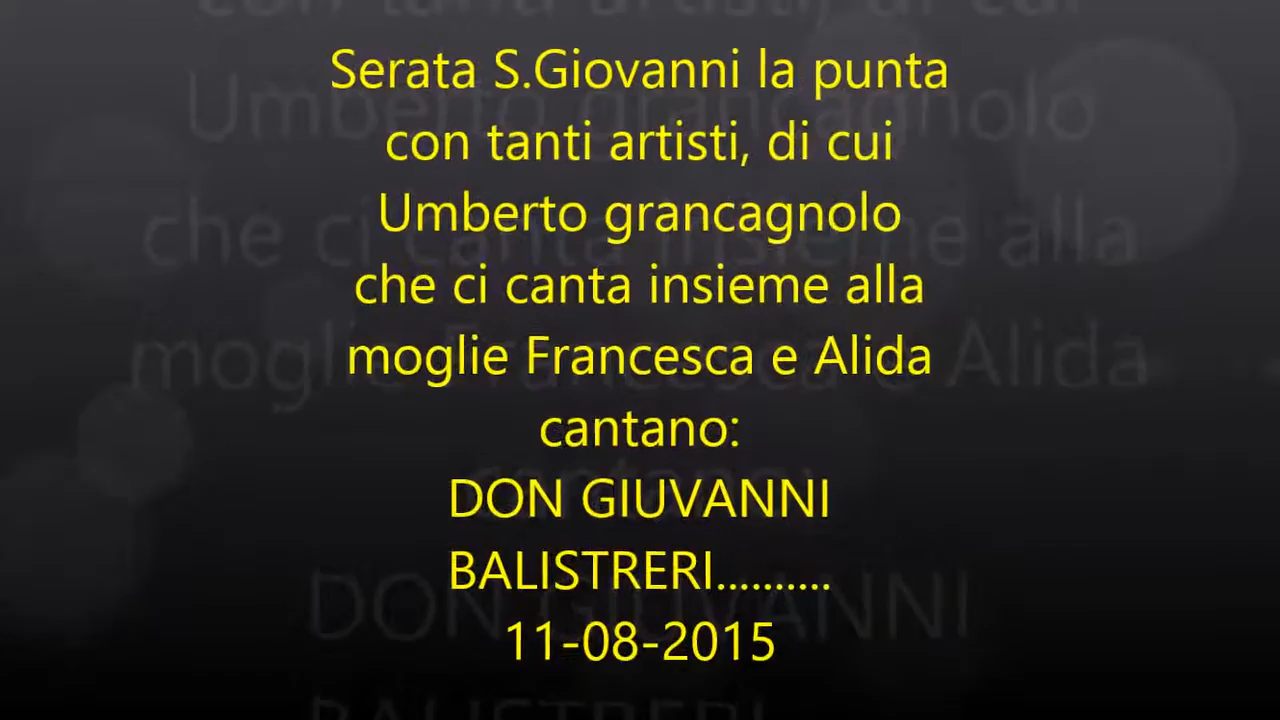 Serata S.Giovanni la punta
con tanti artisti, di cui
Umberto grancagnolo
che ci canta insieme alla
moglie Francesca e Alida
cantano:
DON GIUVANNI
BALISTRERI..........
11-08-2015